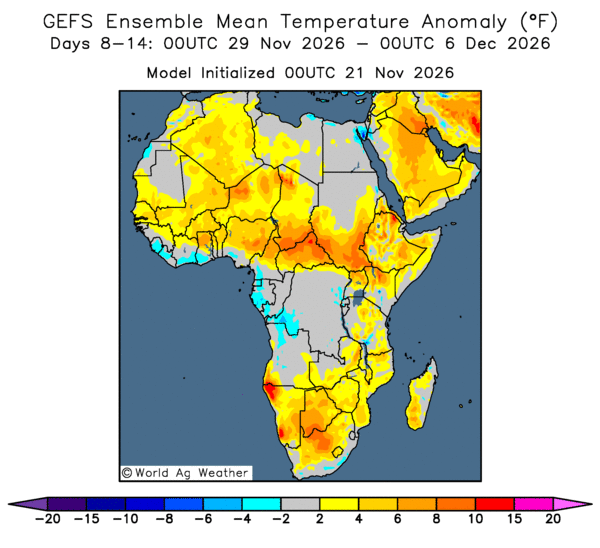 GEFS Ensemble Mean Temperature Anomaly (°F)
Days 8-14: 00UTC 29 Nov 2026 - 00UTC 6 Dec 2026
Model Initialized 00UTC 21 Nov 2026
©World Ag Weather
-20 -15 -10 -8 -6 -4 -2 2 4 6 8 10 15 20